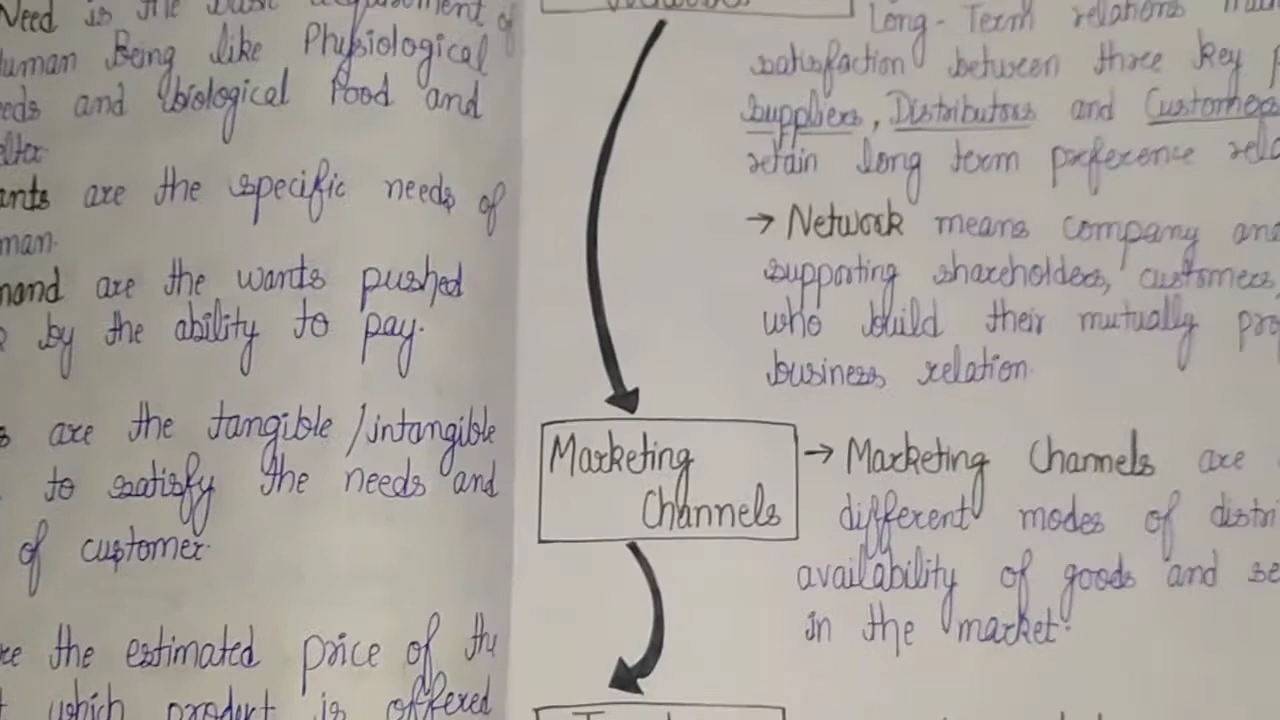 Need is the basic requirement of
Human Being like Physiological
and biological Food and
ants are the specific needs of
man.
mand are the wants pushed
by the ability to pay.
are the tangible / intangible
to satisfy the needs and
of customer.
the estimated price of the
which product is offered
Long-Term relations
satisfaction between three key
Suppliers, Distributors and Customers
retain long term preference
→ Network means company and
supporting shareholders, customers
who build their mutually
business relation.
Marketing
Channels
→ Marketing Channels are
different modes of distri
availability of goods and se
in the market.